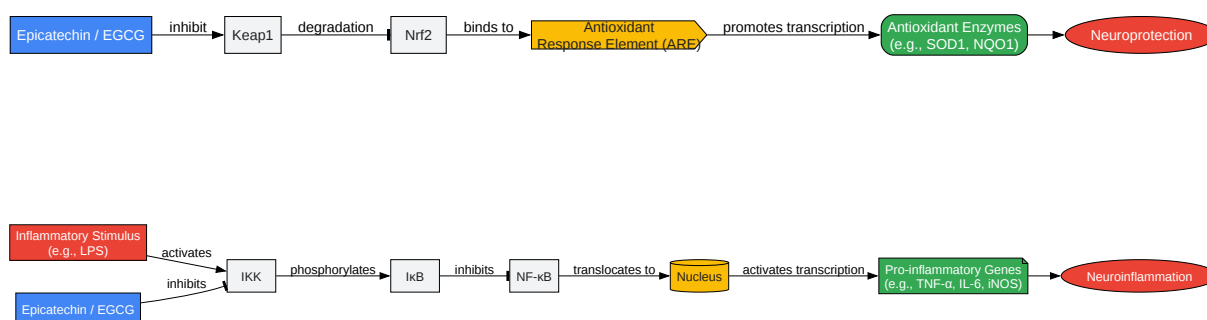 Epicatechin / EGCG
inhibit
Keap1
degradation
Nrf2
binds to
Antioxidant
Response Element (ARE)
promotes transcription
Antioxidant Enzymes
(e.g., SOD1, NQO1)
Neuroprotection
Inflammatory Stimulus
(e.g., LPS)
activates
Epicatechin / EGCG
inhibits
IKK
phosphorylates
IκB
inhibits
NF-κB
translocates to
Nucleus
activates transcription
Pro-inflammatory Genes
(e.g., TNF-α, IL-6, iNOS)
Neuroinflammation